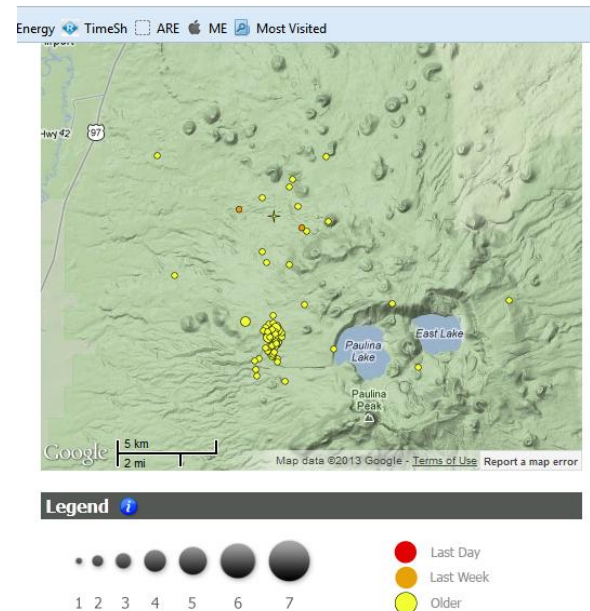 Energy TimeSh ARE ME Most Visited
Airport
Hwy 42
97
East Lake
Paulina
Lake
Paulina
Peak
5 km
2 mi
Google
Map data ©2013 Google - Terms of Use Report a map error
Legend i
Last Day
Last Week
1 2 3 4 5 6 7 Older